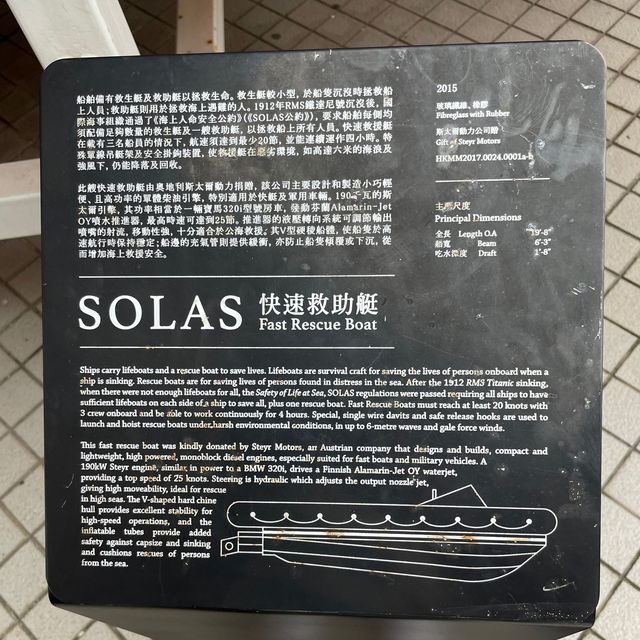 船舶備有救生艇及救助艇以拯救生命。救生艇較小型，於船隻沉沒時拯救船
上人員；救助艇則用於拯救海上遇難的人。1912年RMS鐵達尼號沉沒後，國
際海事組織通過了《海上人命安全公約》(《SOLAS公約》)，要求船舶每側均
須配備足夠數量的救生艇及一艘救助艇，以拯救船上所有人員。快速救援艇
在載有三名船員的情況下，航速須達到最少20節，並能連續運作四小時。特
殊單線吊艇架及安全掛鉤裝置，使救援艇在惡劣環境，如高達六米的海浪及
強風下，仍能降落及回收。
此艘快速救助艇由奧地利斯太爾動力捐贈，該公司主要設計和製造小巧輕
便、且高功率的單體柴油引擎，特別適用於快艇及軍用車輛。190千瓦的斯
太爾引擎，其功率相當於一輛寶馬320i型號房車，發動芬蘭Alamarin-Jet
OY噴水推進器，最高時速可達到25節。推進器的液壓轉向系統可調節輸出
噴嘴的射流，移動性強，十分適合於公海救援。其V型硬稜船體，使船隻於高
速航行時保持穩定；船邊的充氣管則提供緩衝，亦防止船隻傾覆或下沉，從
而增加海上救援安全。
2015
玻璃纖維、橡膠
Fibreglass with Rubber
斯太爾動力公司贈
Gift of Steyr Motors
HKMM2017.0024.0001a-b
主要尺度
Principal Dimensions
全長 Length O.A 19'-8"
船寬 Beam 6'-3"
吃水深度 Draft 1'-8"
SOLAS 快速救助艇
Fast Rescue Boat
Ships carry lifeboats and a rescue boat to save lives. Lifeboats are survival craft for saving the lives of persons onboard when a
ship is sinking. Rescue boats are for saving lives of persons found in distress in the sea. After the 1912 RMS Titanic sinking,
when there were not enough lifeboats for all, the Safety of Life at Sea, SOLAS regulations were passed requiring all ships to have
sufficient lifeboats on each side of a ship to save all, plus one rescue boat. Fast Rescue Boats must reach at least 20 knots with
3 crew onboard and be able to work continuously for 4 hours. Special, single wire davits and safe release hooks are used to
launch and hoist rescue boats under harsh environmental conditions, in up to 6-metre waves and gale force winds.
This fast rescue boat was kindly donated by Steyr Motors, an Austrian company that designs and builds, compact and
lightweight, high powered, monoblock diesel engines, especially suited for fast boats and military vehicles. A
190kW Steyr engine, similar in power to a BMW 320i, drives a Finnish Alamarin-Jet OY waterjet,
providing a top speed of 25 knots. Steering is hydraulic which adjusts the output nozzle jet,
giving high movability, ideal for rescue
in high seas. The V-shaped hard chine
hull provides excellent stability for
high-speed operations, and the
inflatable tubes provide added
safety against capsize and sinking
and cushions rescues of persons
from the sea.